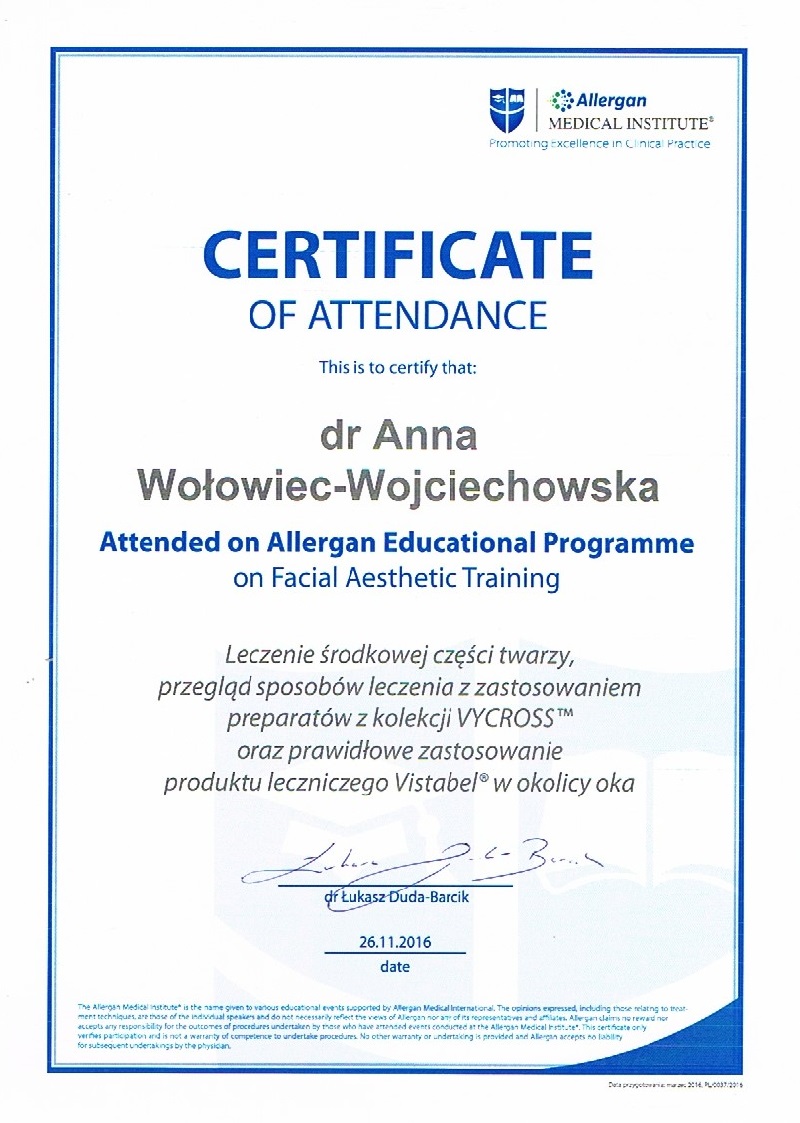 Allergan
MEDICAL INSTITUTE®
Promoting Excellence in Clinical Practice
CERTIFICATE
OF ATTENDANCE
This is to certify that:
dr Anna
Wołowiec-Wojciechowska
Attended on Allergan Educational Programme
on Facial Aesthetic Training
Leczenie środkowej części twarzy,
przegląd sposobów leczenia z zastosowaniem
preparatów z kolekcji VYCROSS™
oraz prawidłowe zastosowanie
produktu leczniczego Vistabel® w okolicy oka
dr Łukasz Duda-Barcik
26.11.2016
date
The Allergan Medical Institute® is the name given to various educational events supported by Allergan Medical International. The opinions expressed, including those relating to treat-
ment techniques, are those of the individual speakers and do not necessarily reflect the views of Allergan nor any of its representatives and affiliates. Allergan claims no reward nor
accepts any responsibility for the outcomes of procedures undertaken by those who have attended events conducted at the Allergan Medical Institute®. This certificate only
verifies participation and is not a warranty of competence to undertake procedures. No other warranty or undertaking is provided and Allergan accepts no liability
for subsequent undertakings by the physician.
Data przygotowania: marzec 2016, PL/0037/2016